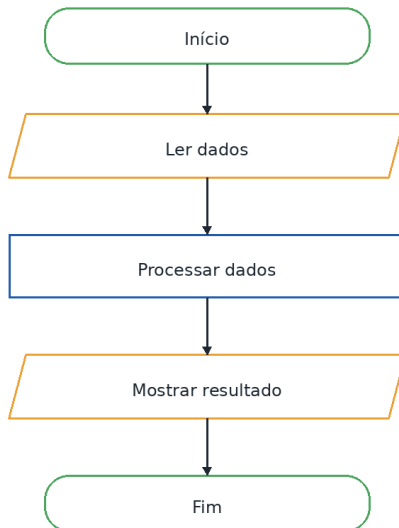 Início
Ler dados
Processar dados
Mostrar resultado
Fim